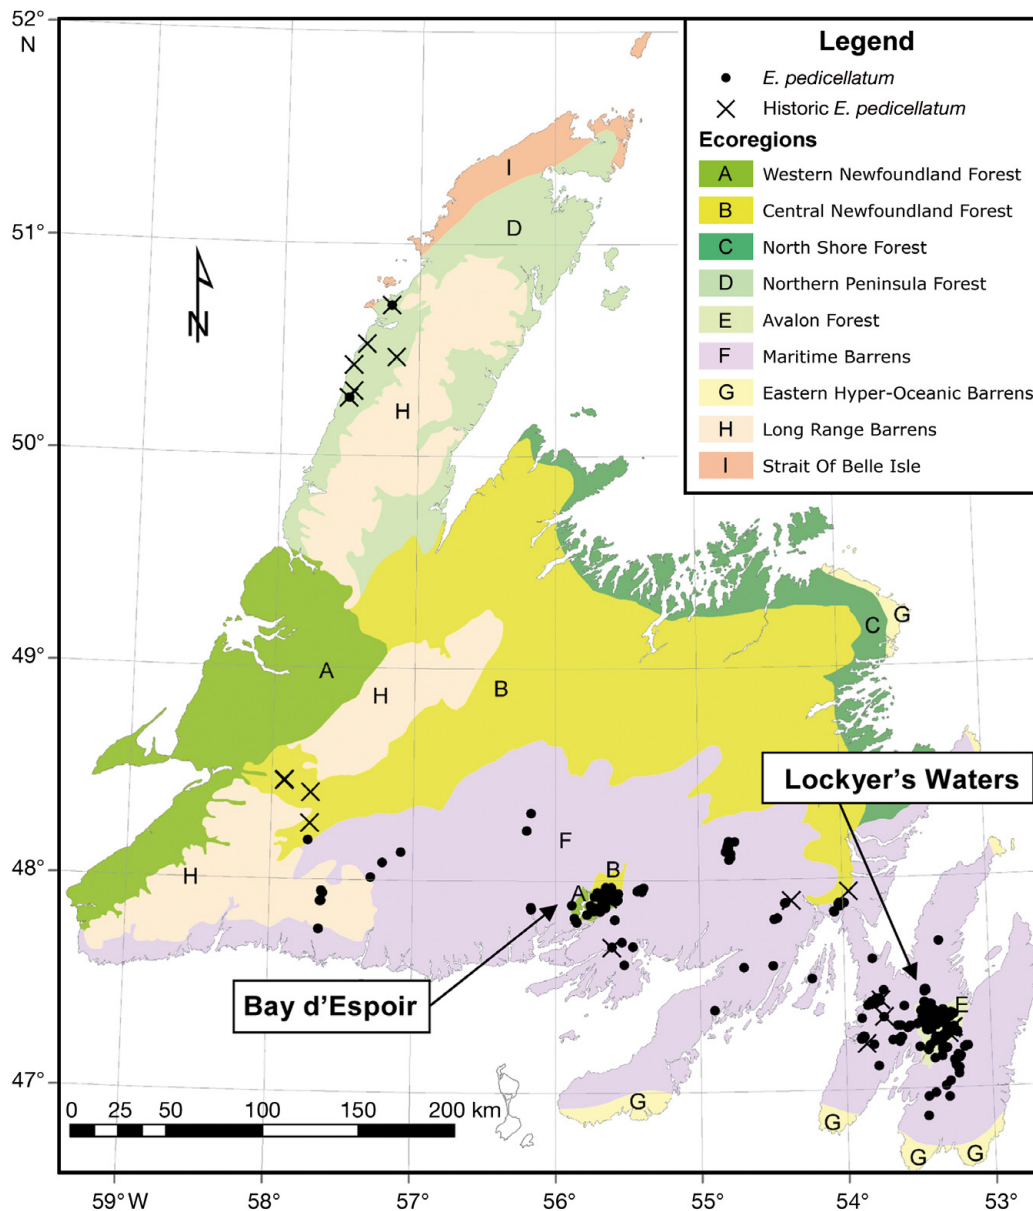 52°
N
51°
50°
49°
48°
47°
Legend
E. pedicellatum
Historic E. pedicellatum
Ecoregions
A Western Newfoundland Forest
B Central Newfoundland Forest
C North Shore Forest
D Northern Peninsula Forest
E Avalon Forest
F Maritime Barrens
G Eastern Hyper-Oceanic Barrens
H Long Range Barrens
I Strait Of Belle Isle
N
I
D
H
G
C
A
H
B
Lockyer's Waters
F
B
H
A
E
Bay d'Espoir
G
G
G
G
0 25 50 100 150 200 km
59°W 58° 57° 56° 55° 54° 53°